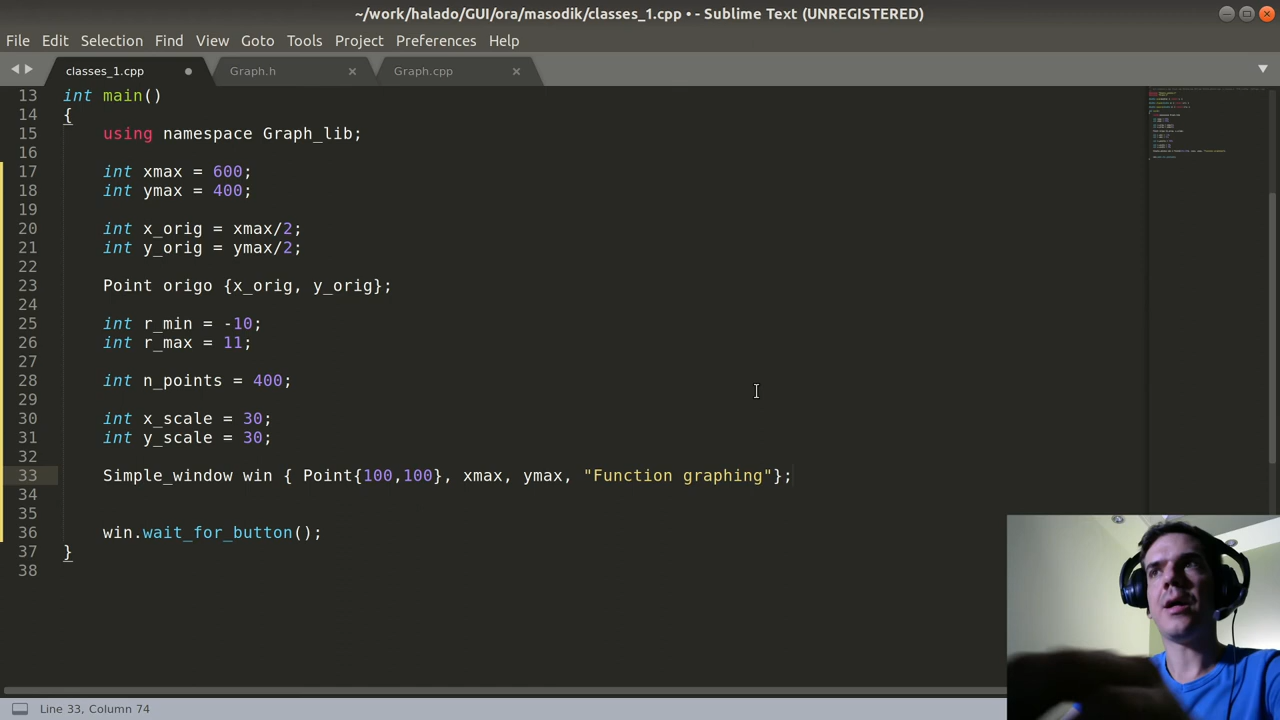 ~/work/halado/GUI/ora/masodik/classes_1.cpp • - Sublime Text (UNREGISTERED)
File Edit Selection Find View Goto Tools Project Preferences Help
classes_1.cpp Graph.h Graph.cpp
13 int main()
14 {
15 using namespace Graph_lib;
16
17 int xmax = 600;
18 int ymax = 400;
19
20 int x_orig = xmax/2;
21 int y_orig = ymax/2;
22
23 Point origo {x_orig, y_orig};
24
25 int r_min = -10;
26 int r_max = 11;
27
28 int n_points = 400;
29
30 int x_scale = 30;
31 int y_scale = 30;
32
33 Simple_window win { Point{100,100}, xmax, ymax, "Function graphing"};
34
35
36 win.wait_for_button();
37 }
38
Line 33, Column 74